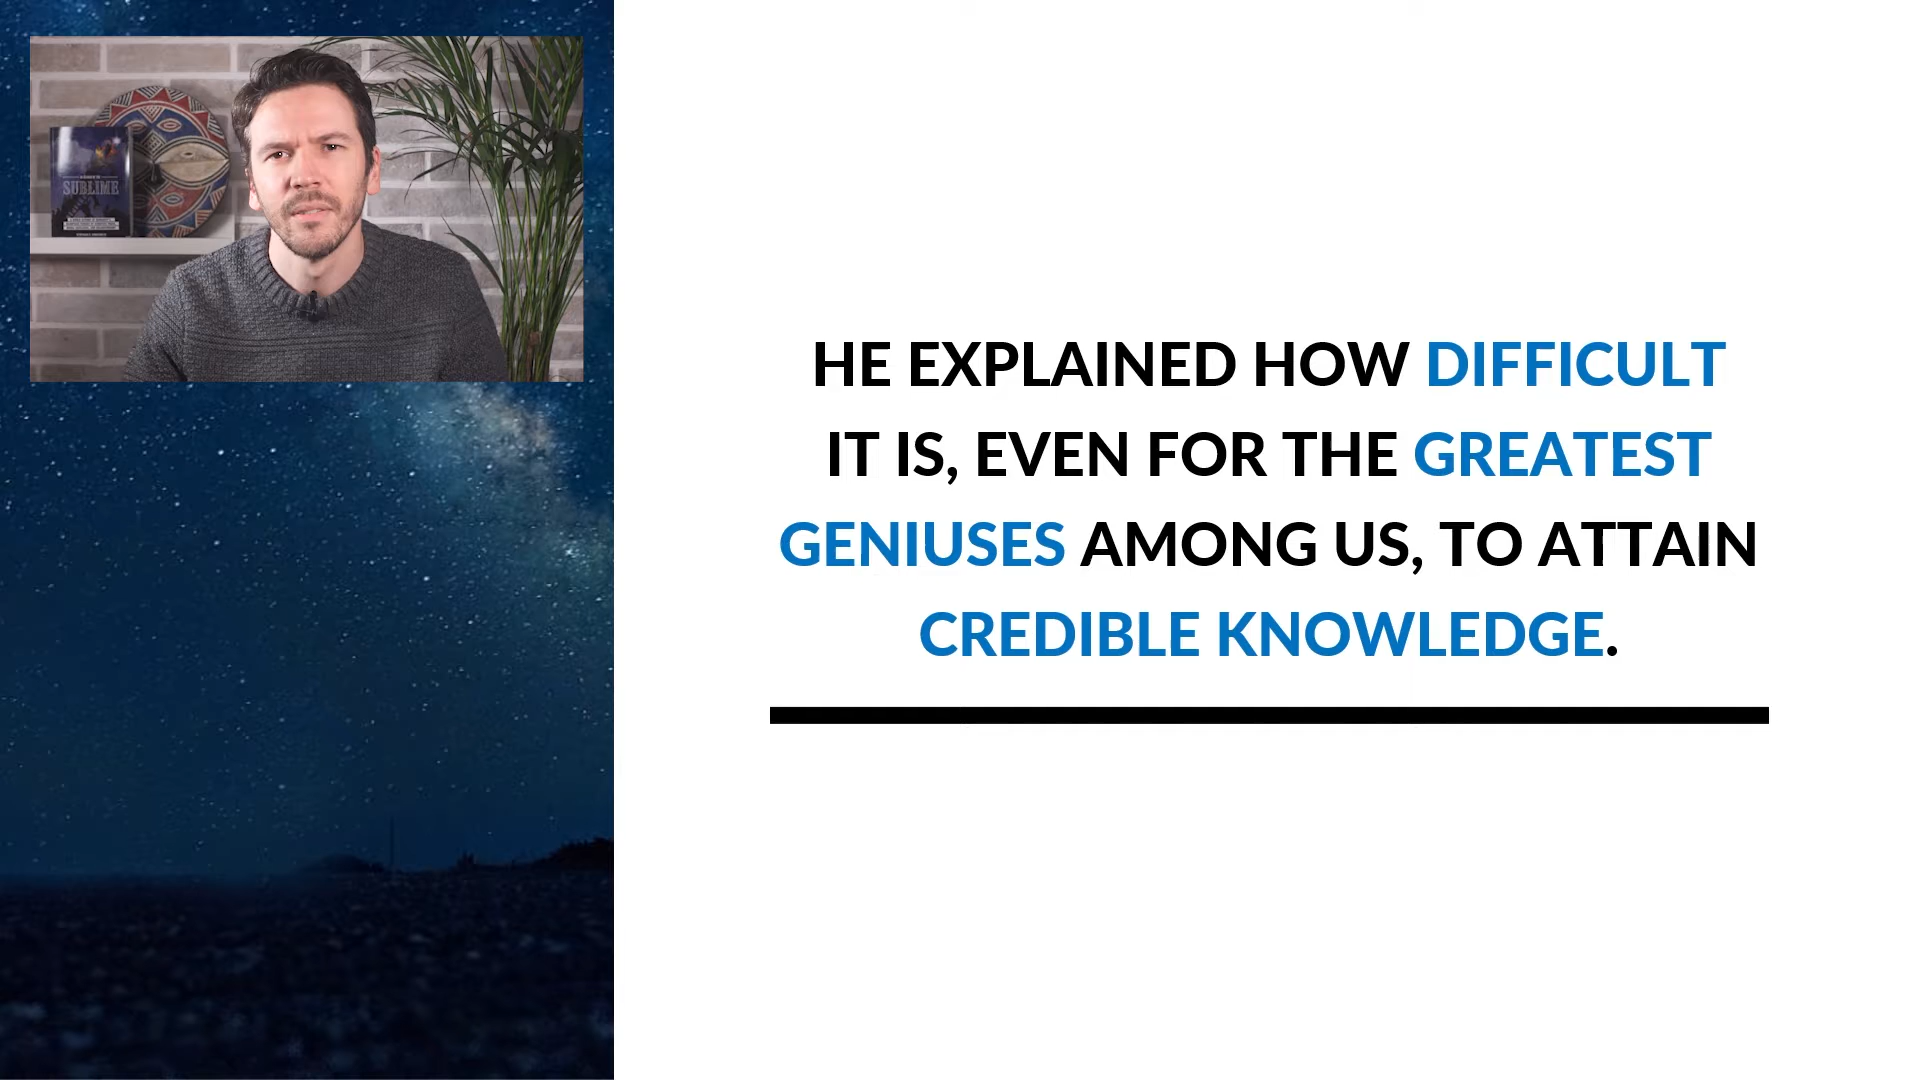 SUBLIME
HE EXPLAINED HOW DIFFICULT
IT IS, EVEN FOR THE GREATEST
GENIUSES AMONG US, TO ATTAIN
CREDIBLE KNOWLEDGE.